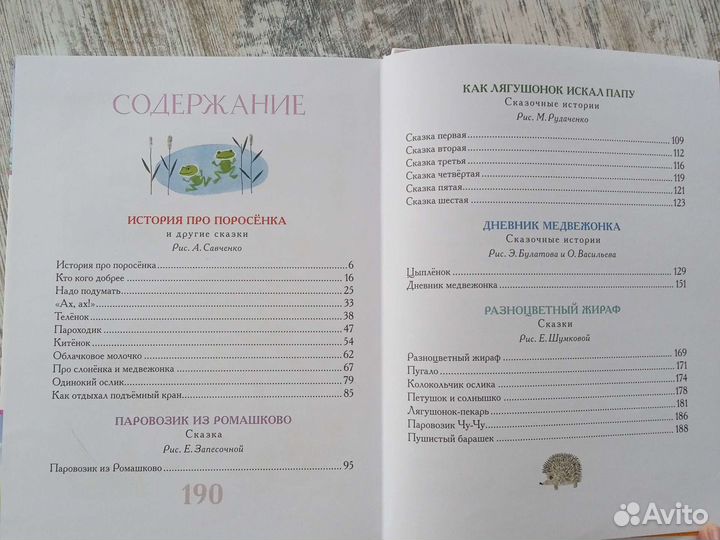 СОДЕРЖАНИЕ
ИСТОРИЯ ПРО ПОРОСЁНКА
и другие сказки
Рис. А. Савченко
История про поросёнка 6
Кто кого добрее 16
Надо подумать 25
«Ах, ах!» 33
Телёнок 38
Пароходик 47
Китёнок 54
Облачковое молочко 62
Про слонёнка и медвежонка 67
Одинокий ослик 79
Как отдыхал подъёмный кран 85
ПАРОВОЗИК ИЗ РОМАШКОВО
Сказка
Рис. Е. Запесочной
Паровозик из Ромашково 95
190
КАК ЛЯГУШОНОК ИСКАЛ ПАПУ
Сказочные истории
Рис. М. Рудаченко
Сказка первая 109
Сказка вторая 112
Сказка третья 116
Сказка четвёртая 119
Сказка пятая 121
Сказка шестая 123
ДНЕВНИК МЕДВЕЖОНКА
Сказочные истории
Рис. Э. Булатова и О. Васильева
Цыплёнок 129
Дневник медвежонка 151
РАЗНОЦВЕТНЫЙ ЖИРАФ
Сказки
Рис. Е. Шумковой
Разноцветный жираф 169
Пугало 171
Колокольчик ослика 174
Петушок и солнышко 178
Лягушонок-пекарь 181
Паровозик Чу-Чу 186
Пушистый барашек 188
Avito